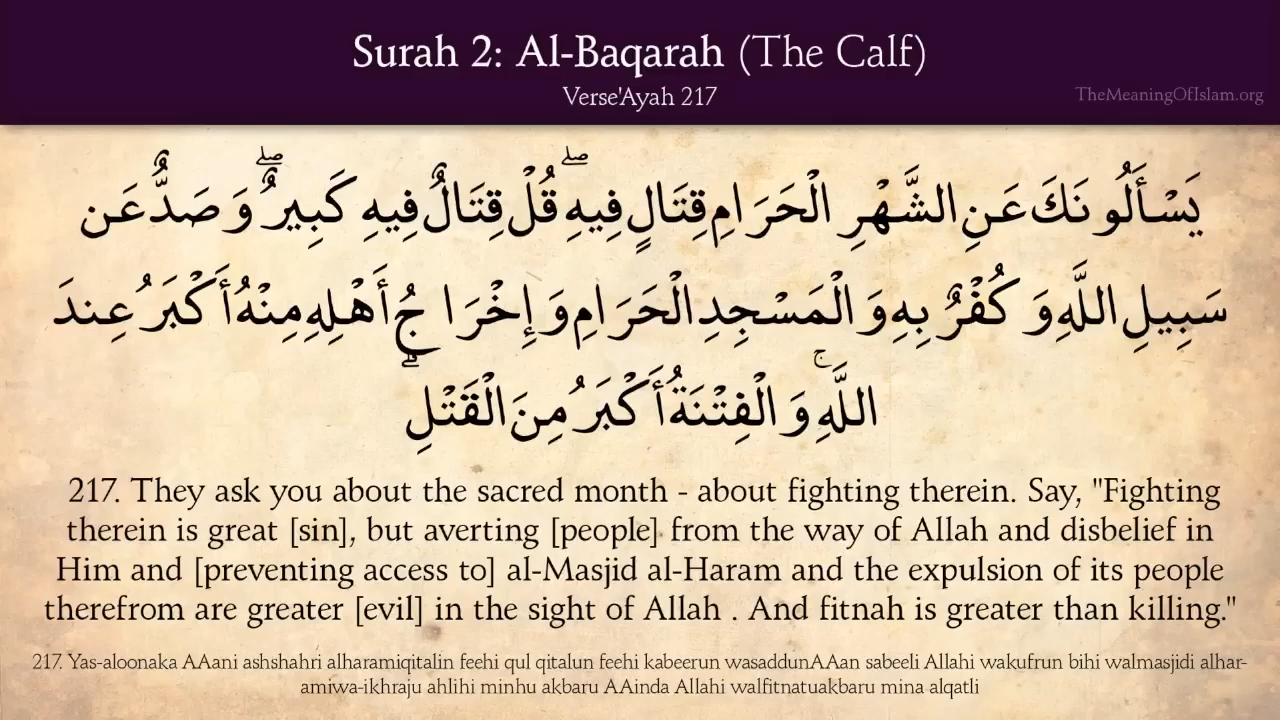 Surah 2: Al-Baqarah (The Calf)
Verse'Ayah 217
TheMeaningOfIslam.org
يَسْأَلُونَكَ عَنِ الشَّهْرِ الْحَرَامِ قِتَالٍ فِيهِ ۖ قُلْ قِتَالٌ فِيهِ كَبِيرٌ ۖ وَصَدٌّ عَن
سَبِيلِ اللَّهِ وَكُفْرٌ بِهِ وَالْمَسْجِدِ الْحَرَامِ وَإِخْرَاجُ أَهْلِهِ مِنْهُ أَكْبَرُ عِندَ
اللَّهِ ۚ وَالْفِتْنَةُ أَكْبَرُ مِنَ الْقَتْلِ ۗ
217. They ask you about the sacred month - about fighting therein. Say, "Fighting
therein is great [sin], but averting [people] from the way of Allah and disbelief in
Him and [preventing access to] al-Masjid al-Haram and the expulsion of its people
therefrom are greater [evil] in the sight of Allah . And fitnah is greater than killing."
217. Yas-aloonaka AAani ashshahri alharamiqitalin feehi qul qitalun feehi kabeerun wasaddunAAan sabeeli Allahi wakufrun bihi walmasjidi alhar-
amiwa-ikhraju ahlihi minhu akbaru AAinda Allahi walfitnatuakbaru mina alqatli